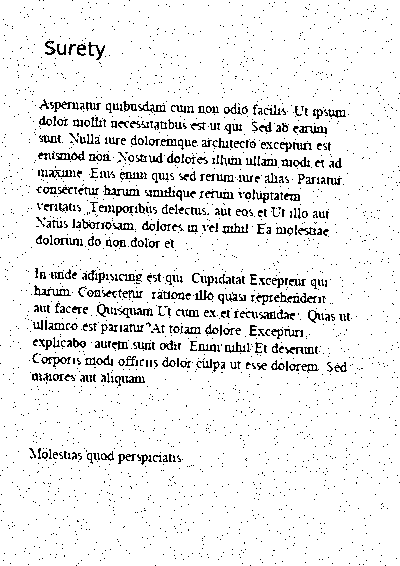 Surety
Aspernatur quibusdam cum non odio facilis. Ut ipsum
dolor mollit necessitatibus est ut qui. Sed ab earum
sunt. Nulla iure doloremque architecto excepturi est
enismod non. Nostrud dolores illum ullam modi et ad
maxime. Eius enim quis sed rerum iure alias. Pariatur
consectetur harum similique rerum voluptatem
veritatis. Temporibus delectus, aut eos et Ut illo aut
Natus laboriosam, dolores in vel nihil. Ea molestiae
dolorum do non dolor et
In unde adipisicing est qui. Cupidatat Excepteur qui
harum. Consectetur ratione illo quasi reprehenderit
aut facere. Quisquam Ut cum ex et recusandae. Quas ut
ullamco est pariatur? At totam dolore. Excepturi
explicabo autem sunt odit. Enim nihil Et deserunt
Corporis modi officiis dolor culpa ut esse dolorem. Sed
maiores aut aliquam
Molestias quod perspiciatis